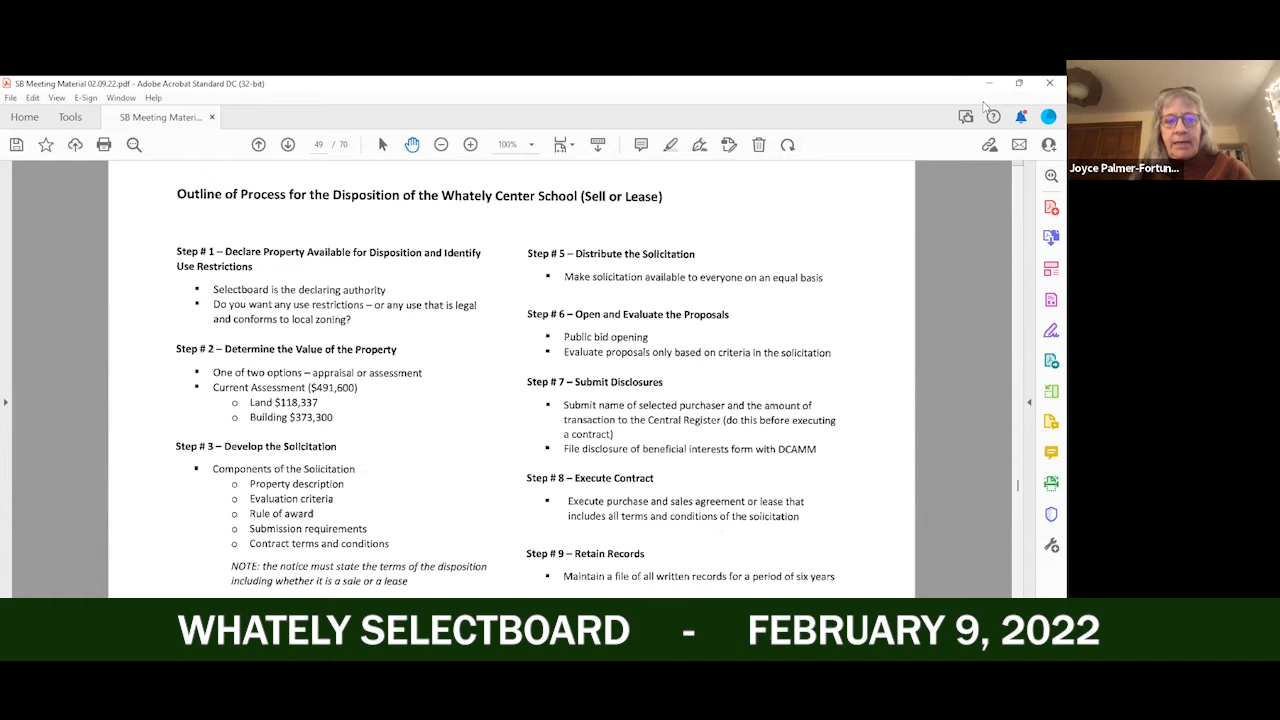 SB Meeting Material 02.09.22.pdf - Adobe Acrobat Standard DC (32-bit)
File Edit View E-Sign Window Help
Home Tools SB Meeting Materi... ×
49 / 70 100%
Joyce Palmer-Fortun...
Outline of Process for the Disposition of the Whately Center School (Sell or Lease)
Step # 1 – Declare Property Available for Disposition and Identify
Use Restrictions
▪ Selectboard is the declaring authority
▪ Do you want any use restrictions – or any use that is legal
and conforms to local zoning?
Step # 2 – Determine the Value of the Property
▪ One of two options – appraisal or assessment
▪ Current Assessment ($491,600)
o Land $118,337
o Building $373,300
Step # 3 – Develop the Solicitation
▪ Components of the Solicitation
o Property description
o Evaluation criteria
o Rule of award
o Submission requirements
o Contract terms and conditions
NOTE: the notice must state the terms of the disposition
including whether it is a sale or a lease
Step # 5 – Distribute the Solicitation
▪ Make solicitation available to everyone on an equal basis
Step # 6 – Open and Evaluate the Proposals
▪ Public bid opening
▪ Evaluate proposals only based on criteria in the solicitation
Step # 7 – Submit Disclosures
▪ Submit name of selected purchaser and the amount of
transaction to the Central Register (do this before executing
a contract)
▪ File disclosure of beneficial interests form with DCAMM
Step # 8 – Execute Contract
▪ Execute purchase and sales agreement or lease that
includes all terms and conditions of the solicitation
Step # 9 – Retain Records
▪ Maintain a file of all written records for a period of six years
WHATELY SELECTBOARD - FEBRUARY 9, 2022